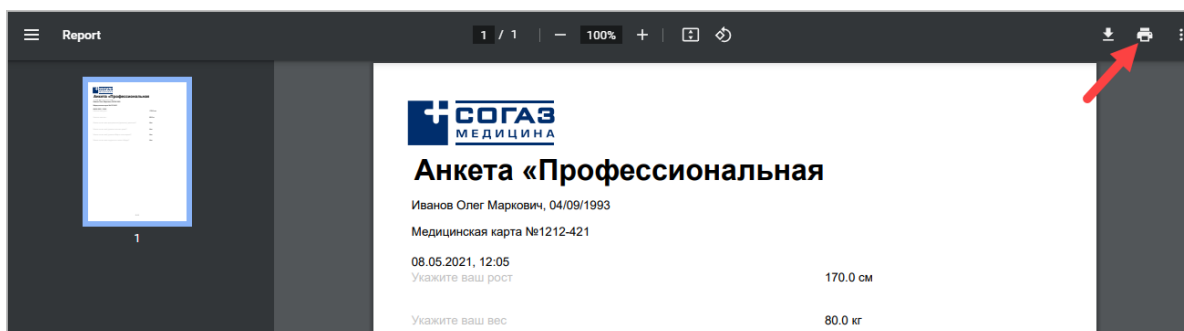 Report
1 / 1
100%
СОГАЗ
МЕДИЦИНА
Анкета «Профессиональная
Иванов Олег Маркович, 04/09/1993
Медицинская карта №1212-421
08.05.2021, 12:05
Укажите ваш рост 170.0 см
Укажите ваш вес 80.0 кг
1